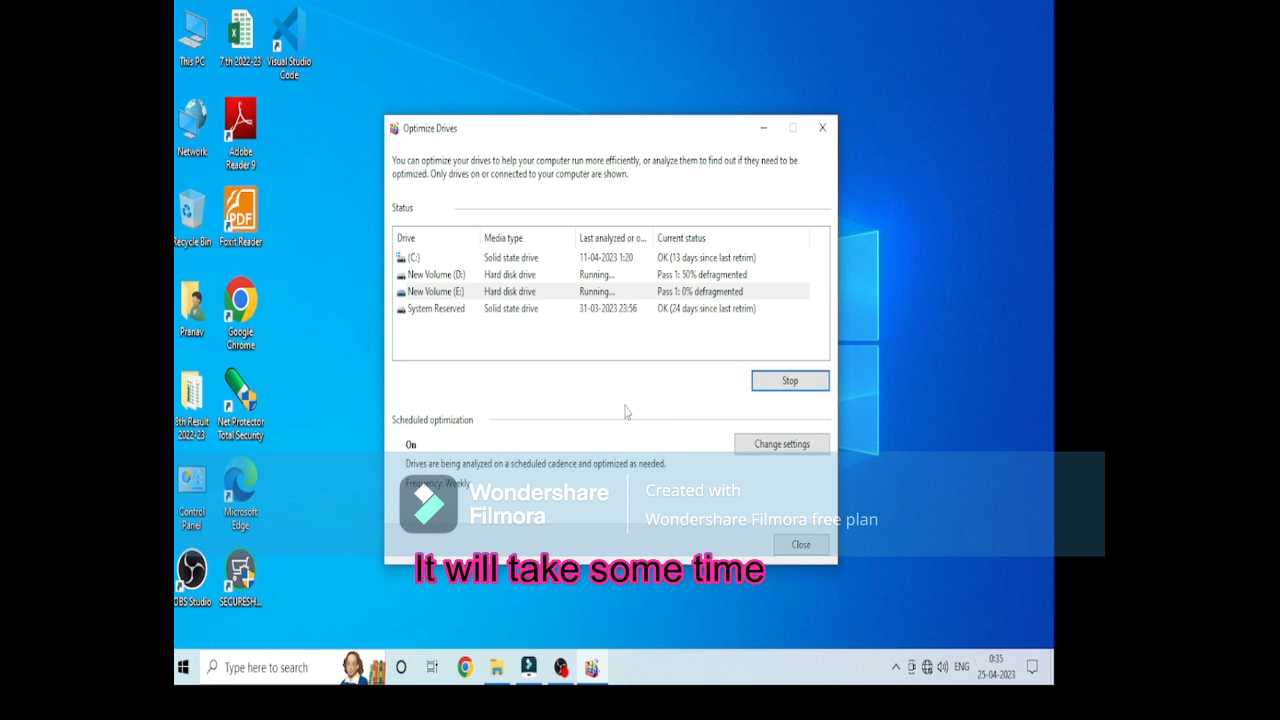 This PC
7 th 2022-23
Visual Studio
Code
Network
Adobe
Reader 9
Recycle Bin
PDF
Foxit Reader
Pranav
Google
Chrome
8th Result
2022-23
Net Protector
Total Security
Control
Panel
Microsoft
Edge
OBS Studio
SECURESH...
Optimize Drives
You can optimize your drives to help your computer run more efficiently, or analyze them to find out if they need to be
optimized. Only drives on or connected to your computer are shown.
Status
Drive Media type Last analyzed or o... Current status
(C:) Solid state drive 11-04-2023 1:20 OK (13 days since last retrim)
New Volume (D:) Hard disk drive Running... Pass 1: 50% defragmented
New Volume (E:) Hard disk drive Running... Pass 1: 0% defragmented
System Reserved Solid state drive 31-03-2023 23:56 OK (24 days since last retrim)
Stop
Scheduled optimization
On
Change settings
Drives are being analyzed on a scheduled cadence and optimized as needed.
Frequency: Weekly
Wondershare
Filmora
Created with
Wondershare Filmora free plan
Close
It will take some time
Type here to search
ENG
0:35
25-04-2023